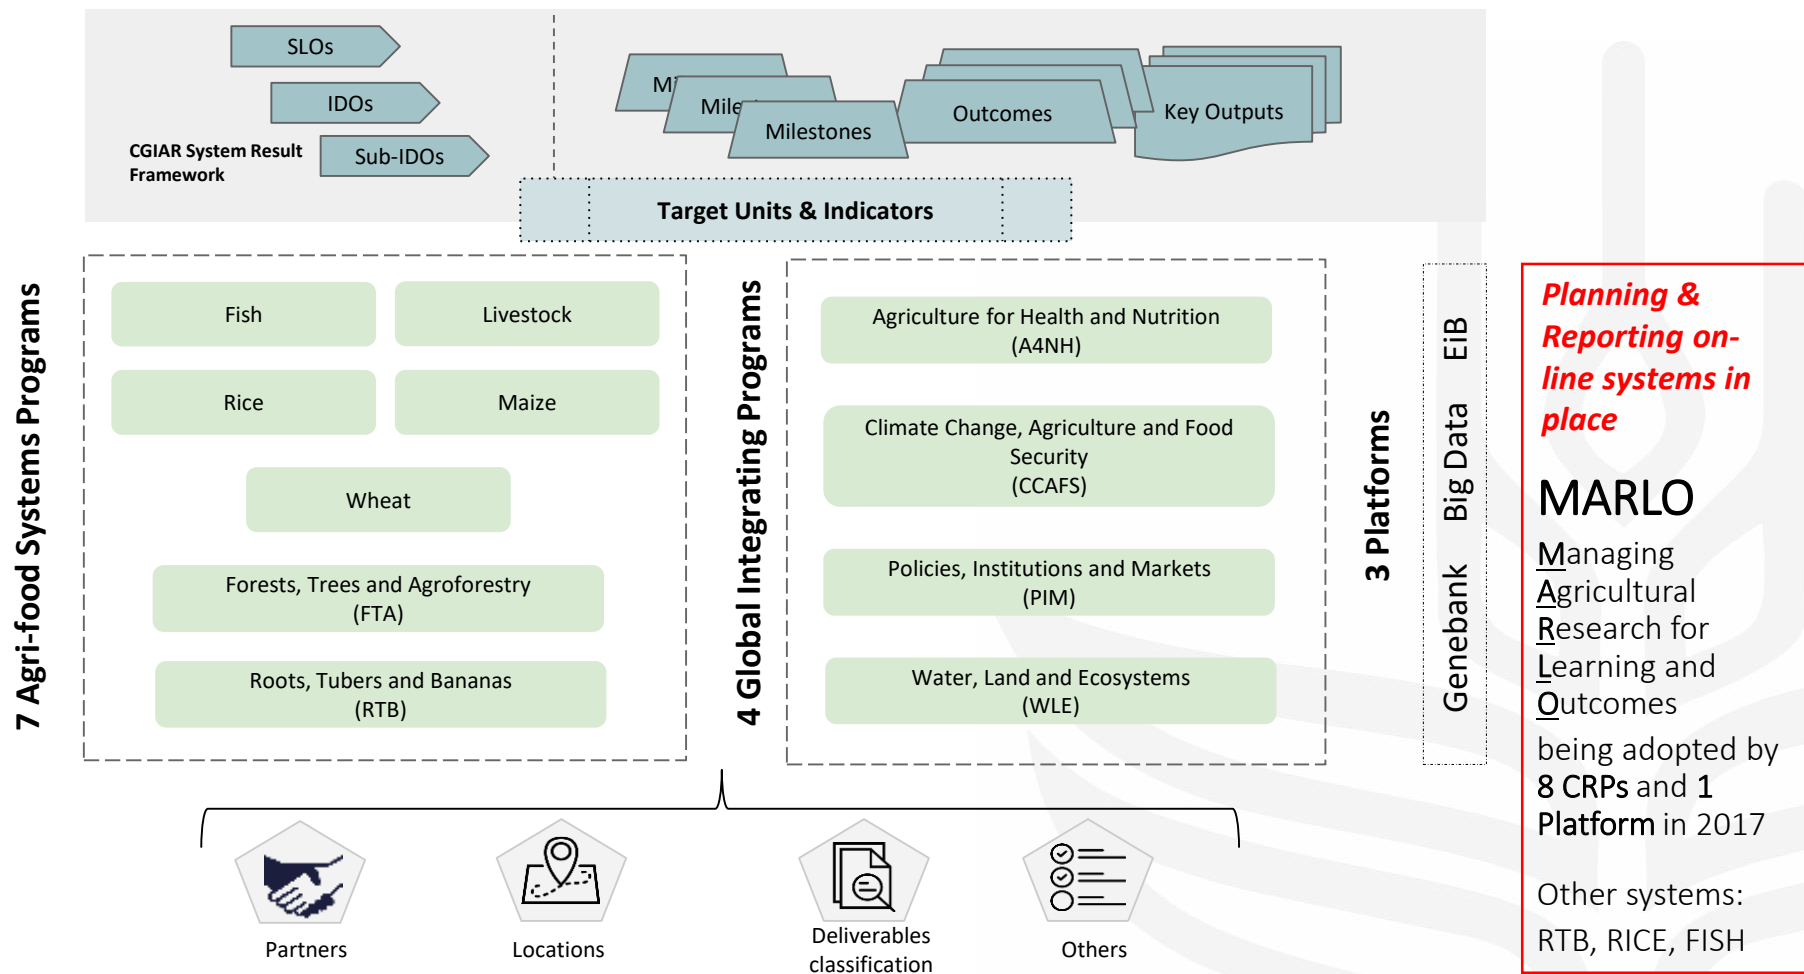 SLOs
IDOs
Sub-IDOs
CGIAR System Result
Framework
Mi
Miles
Milestones
Outcomes
Key Outputs
Target Units & Indicators
7 Agri-food Systems Programs
Fish
Livestock
Rice
Maize
Wheat
Forests, Trees and Agroforestry
(FTA)
Roots, Tubers and Bananas
(RTB)
4 Global Integrating Programs
Agriculture for Health and Nutrition
(A4NH)
Climate Change, Agriculture and Food
Security
(CCAFS)
Policies, Institutions and Markets
(PIM)
Water, Land and Ecosystems
(WLE)
3 Platforms
Genebank Big Data EiB
Planning &
Reporting on-
line systems in
place
MARLO
Managing
Agricultural
Research for
Learning and
Outcomes
being adopted by
8 CRPs and 1
Platform in 2017
Other systems:
RTB, RICE, FISH
Partners
Locations
Deliverables
classification
Others